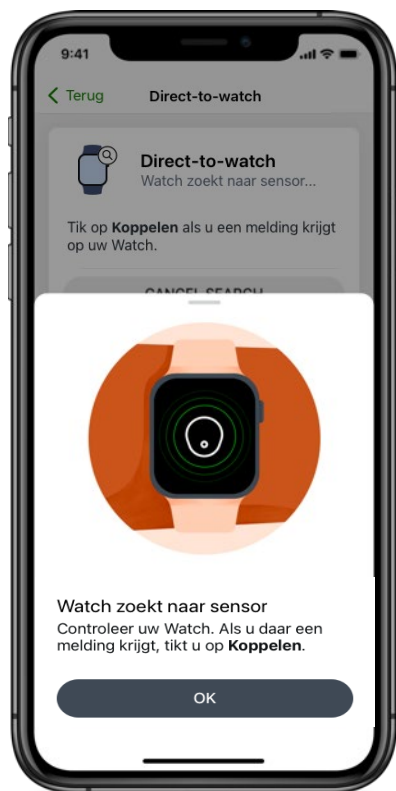 9:41
Terug
Direct-to-watch
Direct-to-watch
Watch zoekt naar sensor...
Tik op Koppelen als u een melding krijgt
op uw Watch.
CANCEL SEARCH
Watch zoekt naar sensor
Controleer uw Watch. Als u daar een
melding krijgt, tikt u op Koppelen.
OK